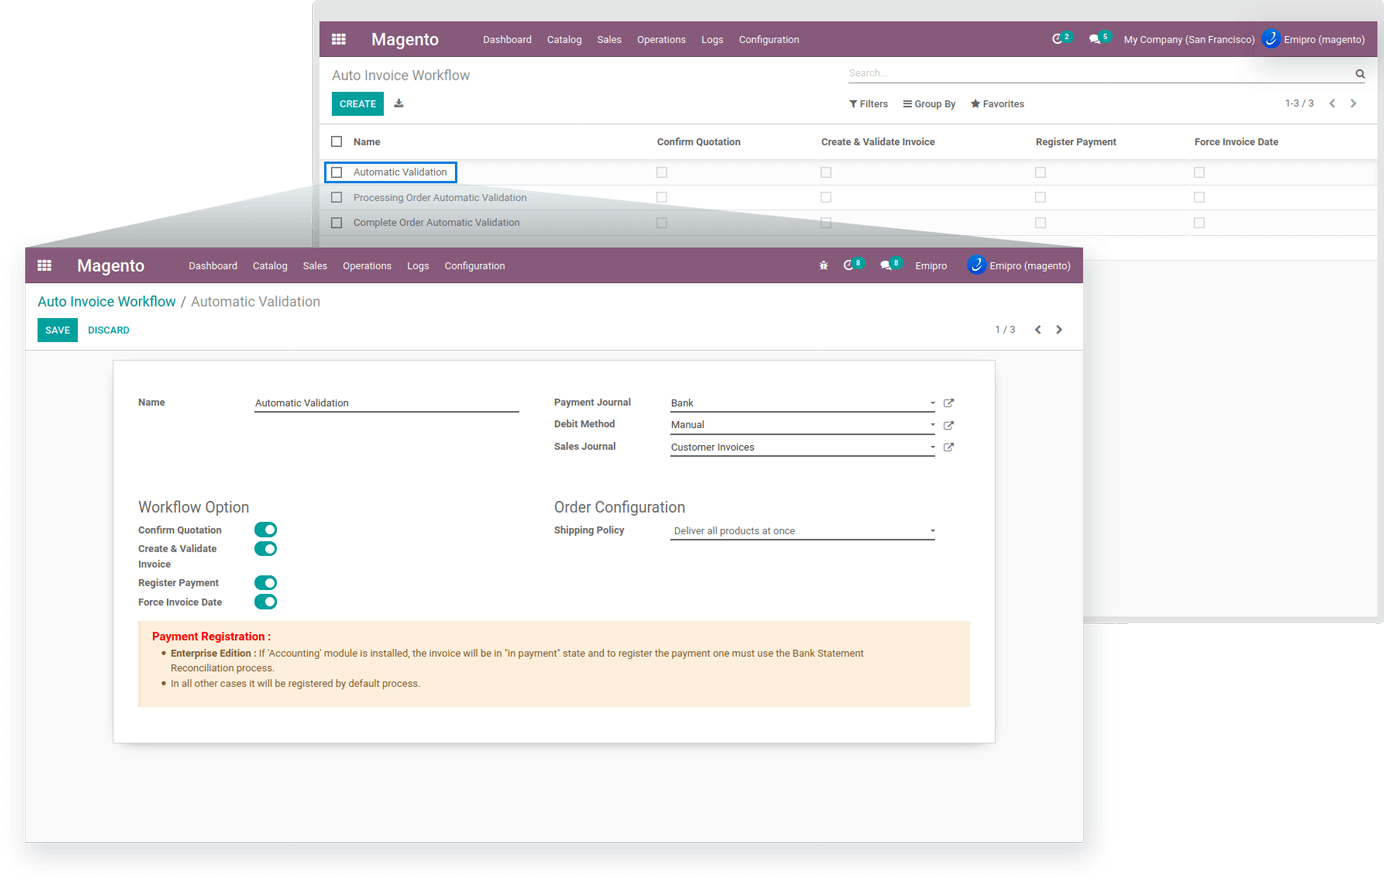 Magento Dashboard Catalog Sales Operations Logs Configuration 2 5 My Company (San Francisco) Emipro (magento)
Auto Invoice Workflow Search...
CREATE Filters Group By Favorites 1-3 / 3
Name Confirm Quotation Create & Validate Invoice Register Payment Force Invoice Date
Automatic Validation
Processing Order Automatic Validation
Complete Order Automatic Validation
Magento Dashboard Catalog Sales Operations Logs Configuration 8 8 Emipro Emipro (magento)
Auto Invoice Workflow / Automatic Validation
SAVE DISCARD 1 / 3
Name Automatic Validation
Payment Journal Bank
Debit Method Manual
Sales Journal Customer Invoices
Workflow Option
Confirm Quotation
Create & Validate
Invoice
Register Payment
Force Invoice Date
Order Configuration
Shipping Policy Deliver all products at once
Payment Registration :
• Enterprise Edition : If 'Accounting' module is installed, the invoice will be in "in payment" state and to register the payment one must use the Bank Statement
Reconciliation process.
• In all other cases it will be registered by default process.